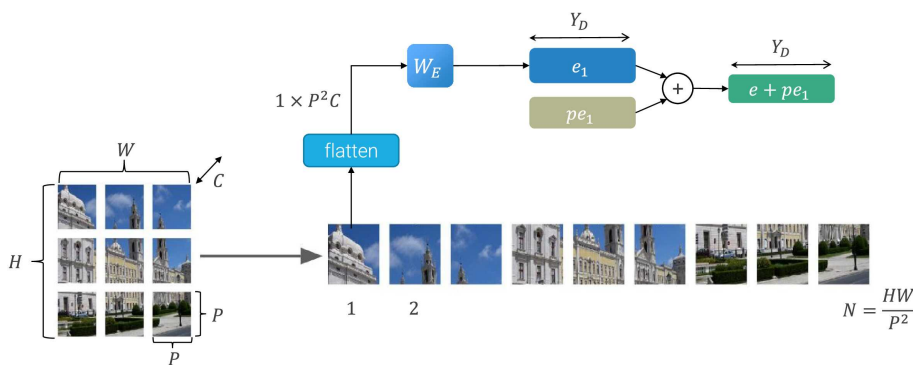 Y_D
Y_D
W_E
e_1
+
e + pe_1
pe_1
1 × P²C
flatten
W
C
H
P
P
1
2
N = HW/P²